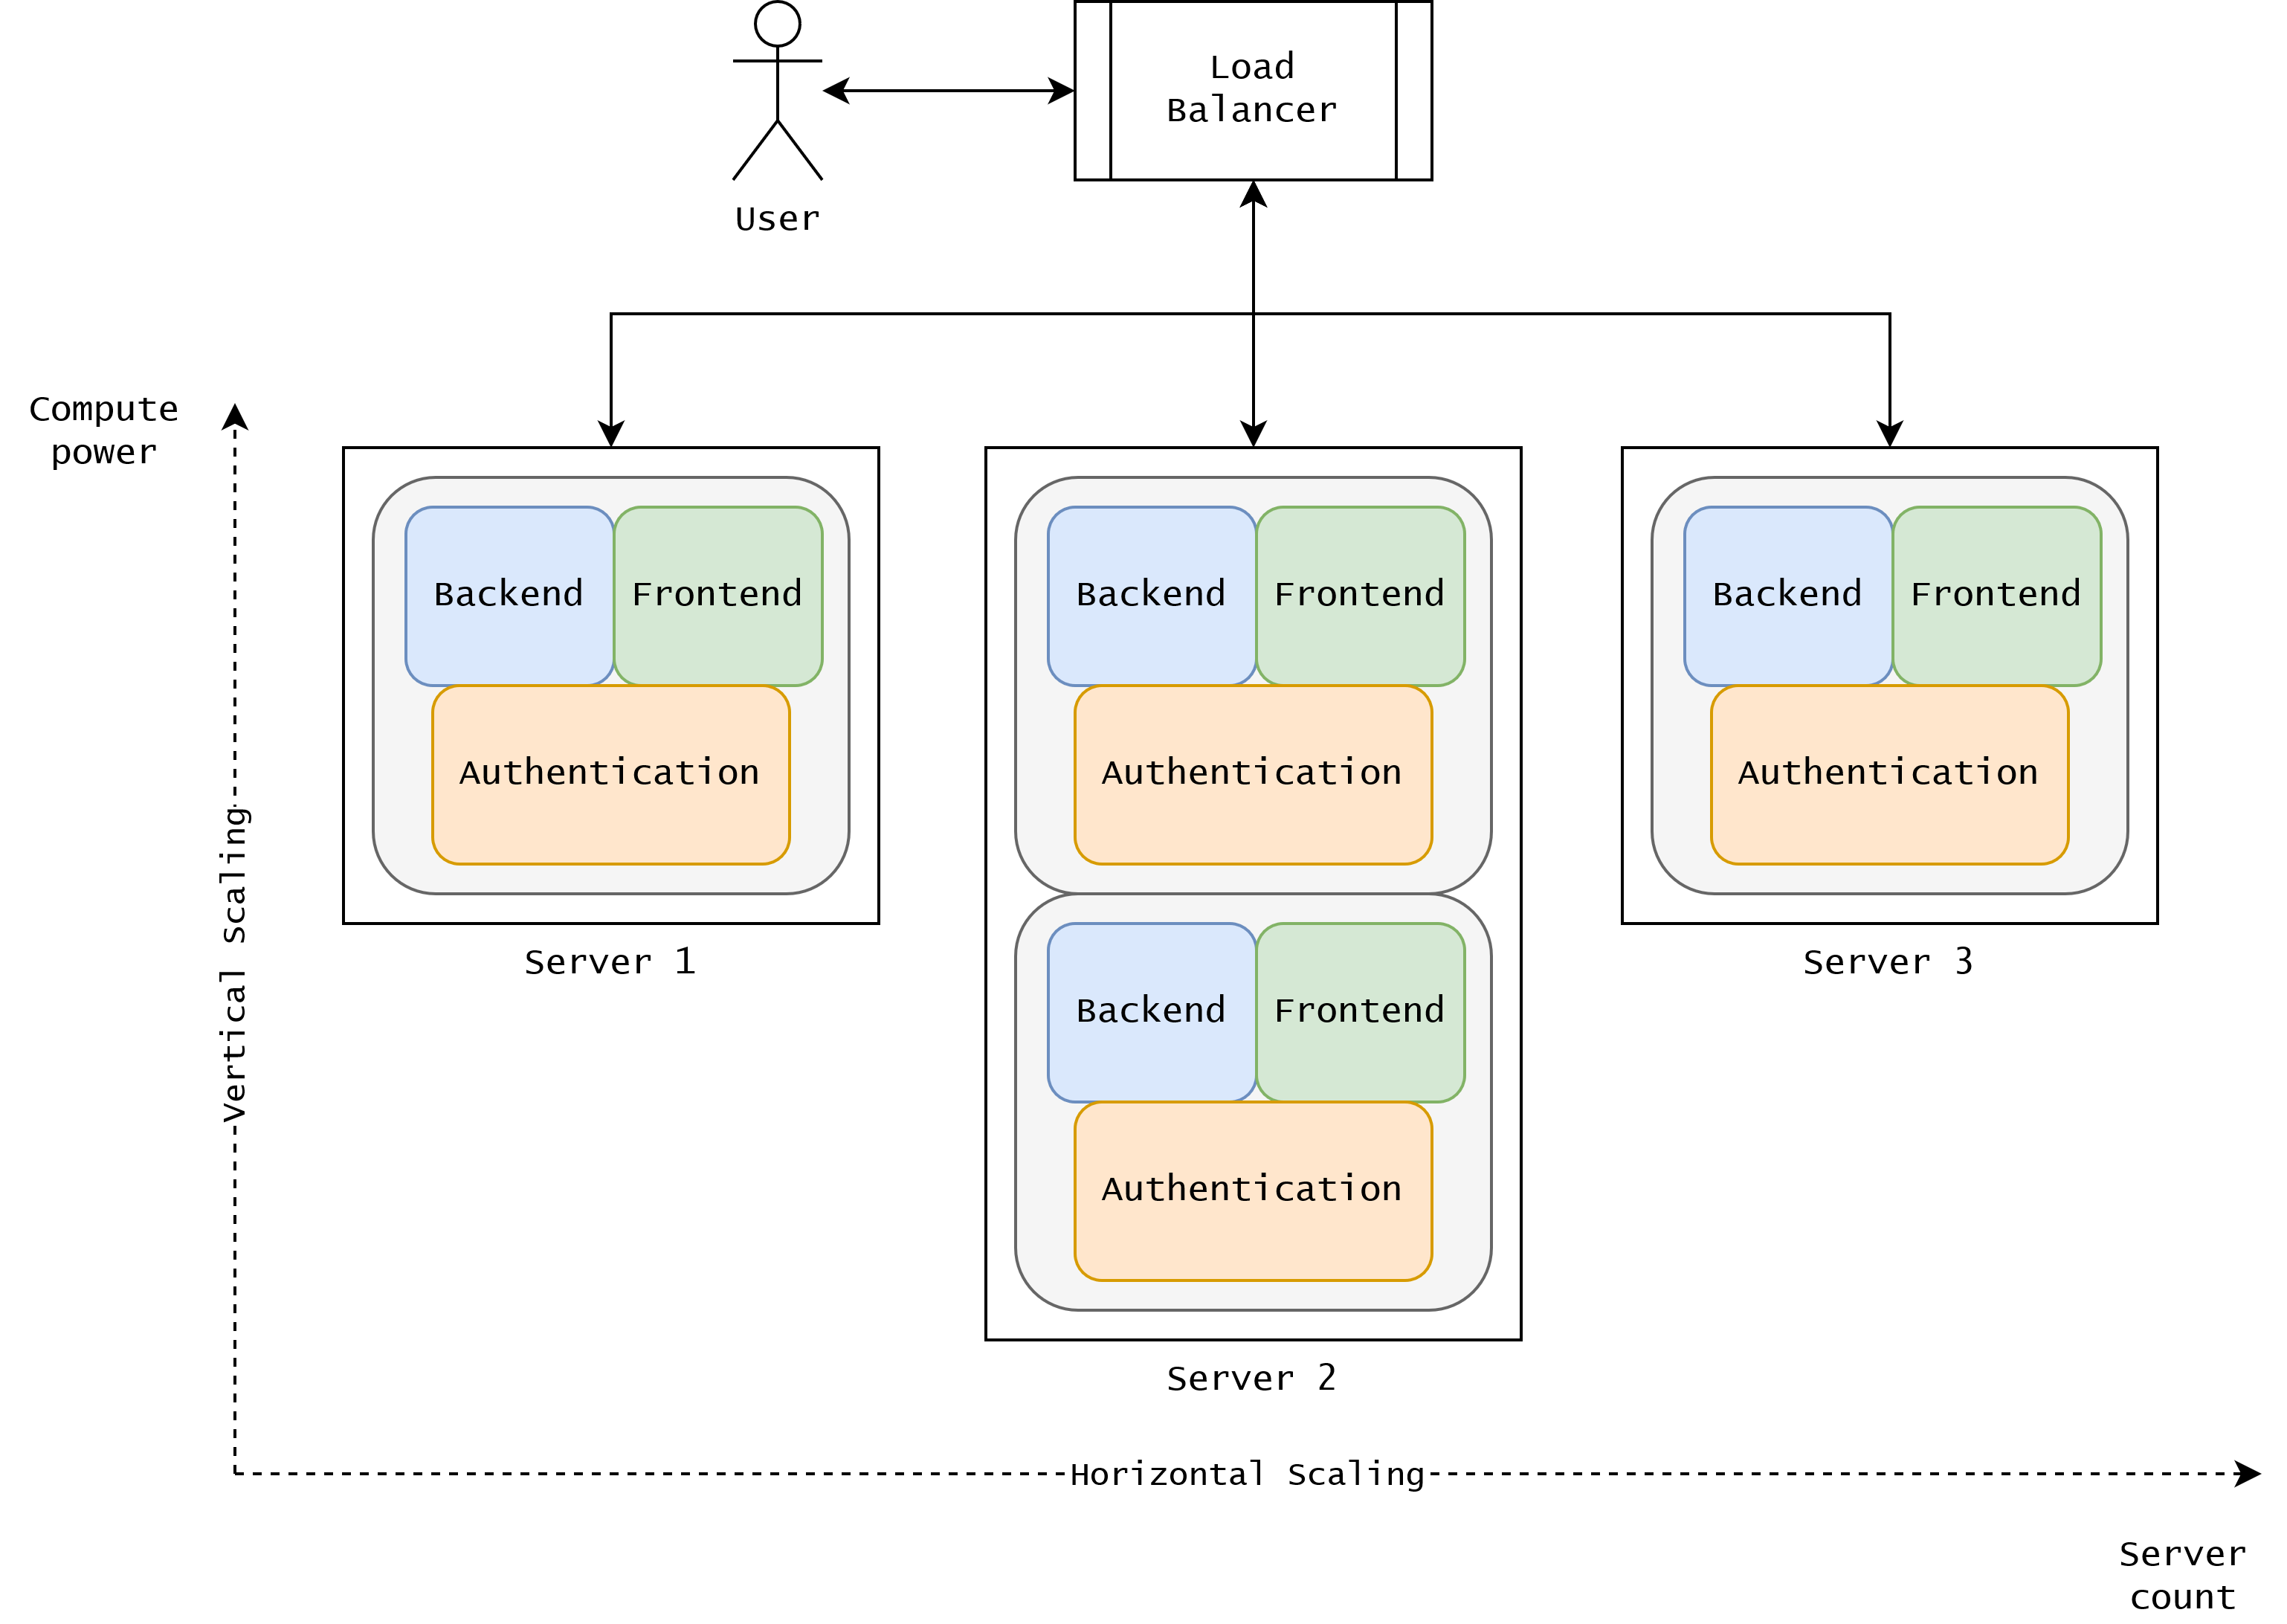 Load
Balancer
User
Compute
power
Backend
Frontend
Authentication
Server 1
Backend
Frontend
Authentication
Backend
Frontend
Authentication
Server 2
Backend
Frontend
Authentication
Server 3
Vertical scaling
Horizontal Scaling
Server
count